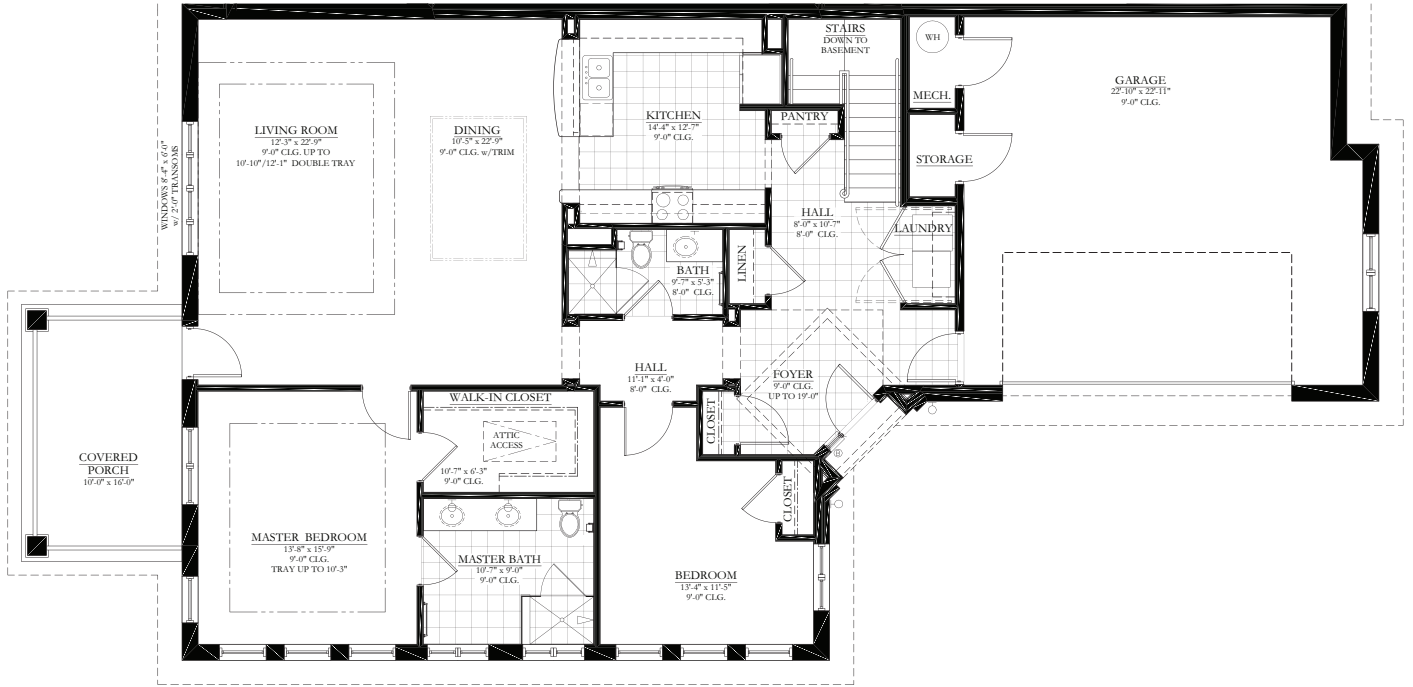 STAIRS
DOWN TO
BASEMENT
WH
MECH.
GARAGE
22'-10" x 22'-11"
9'-0" CLG.
LIVING ROOM
12'-3" x 22'-9"
9'-0" CLG. UP TO
10'-10"/12'-1" DOUBLE TRAY
DINING
10'-5" x 22'-9"
9'-0" CLG. w/TRIM
KITCHEN
14'-4" x 12'-7"
9'-0" CLG.
PANTRY
STORAGE
WINDOWS 8'-4" x 6'-0"
w/ 2'-0" TRANSOMS
HALL
8'-0" x 10'-7"
8'-0" CLG.
LAUNDRY
BATH
9'-7" x 5'-3"
8'-0" CLG.
LINEN
HALL
11'-1" x 4'-0"
8'-0" CLG.
FOYER
9'-0" CLG.
UP TO 19'-0"
WALK-IN CLOSET
ATTIC
ACCESS
10'-7" x 6'-3"
9'-0" CLG.
CLOSET
COVERED
PORCH
10'-0" x 16'-0"
CLOSET
MASTER BEDROOM
13'-8" x 15'-9"
9'-0" CLG.
TRAY UP TO 10'-3"
MASTER BATH
10'-7" x 9'-0"
9'-0" CLG.
BEDROOM
13'-4" x 11'-5"
9'-0" CLG.